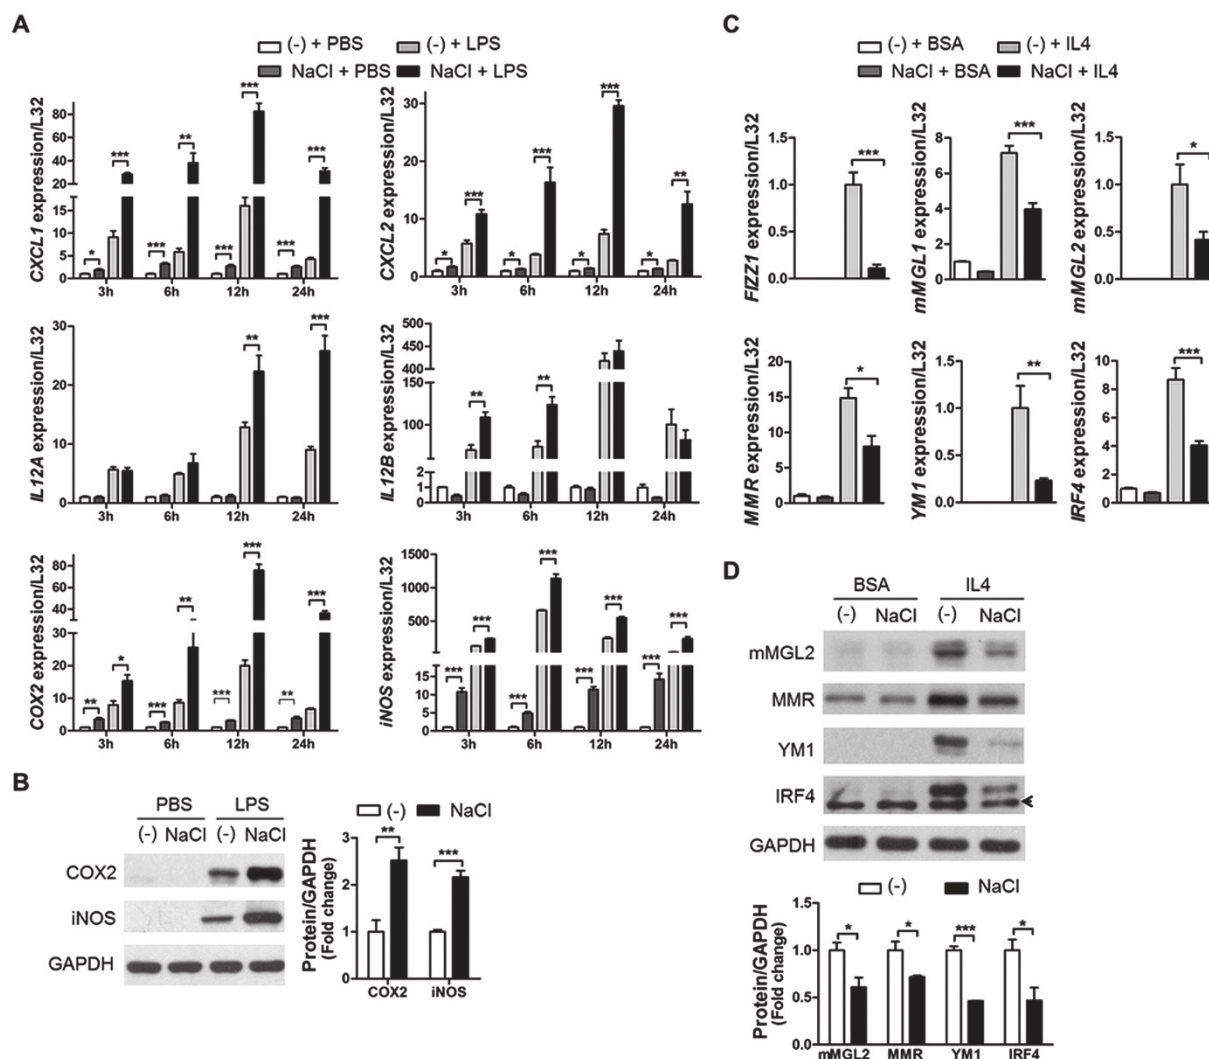 A
(-) + PBS (-) + LPS
NaCl + PBS NaCl + LPS
CXCL1 expression/L32
80
60
40
20
15
10
5
0
* *** *** ** *** *** *** ***
3h 6h 12h 24h
CXCL2 expression/L32
30
20
10
0
* *** * *** * *** * **
3h 6h 12h 24h
IL12A expression/L32
30
20
10
0
** ***
3h 6h 12h 24h
IL12B expression/L32
500
450
400
350
150
100
2
1
0
** **
3h 6h 12h 24h
COX2 expression/L32
100
80
60
40
20
30
20
10
0
** * *** ** *** *** ** ***
3h 6h 12h 24h
iNOS expression/L32
1500
1000
500
15
10
5
0
*** *** *** *** *** *** *** ***
3h 6h 12h 24h
B
PBS LPS
(-) NaCl (-) NaCl
COX2
iNOS
GAPDH
(-) NaCl
Protein/GAPDH
(Fold change)
3
2
1
0
** ***
COX2 iNOS
C
(-) + BSA (-) + IL4
NaCl + BSA NaCl + IL4
FIZZ1 expression/L32
1.5
1.0
0.5
0.0
***
mMGL1 expression/L32
8
6
4
2
0
***
mMGL2 expression/L32
1.5
1.0
0.5
0.0
*
MMR expression/L32
20
15
10
5
0
*
YM1 expression/L32
1.5
1.0
0.5
0.0
**
IRF4 expression/L32
10
8
6
4
2
0
***
D
BSA IL4
(-) NaCl (-) NaCl
mMGL2
MMR
YM1
IRF4
GAPDH
(-) NaCl
Protein/GAPDH
(Fold change)
1.5
1.0
0.5
0.0
* * *** *
mMGL2 MMR YM1 IRF4